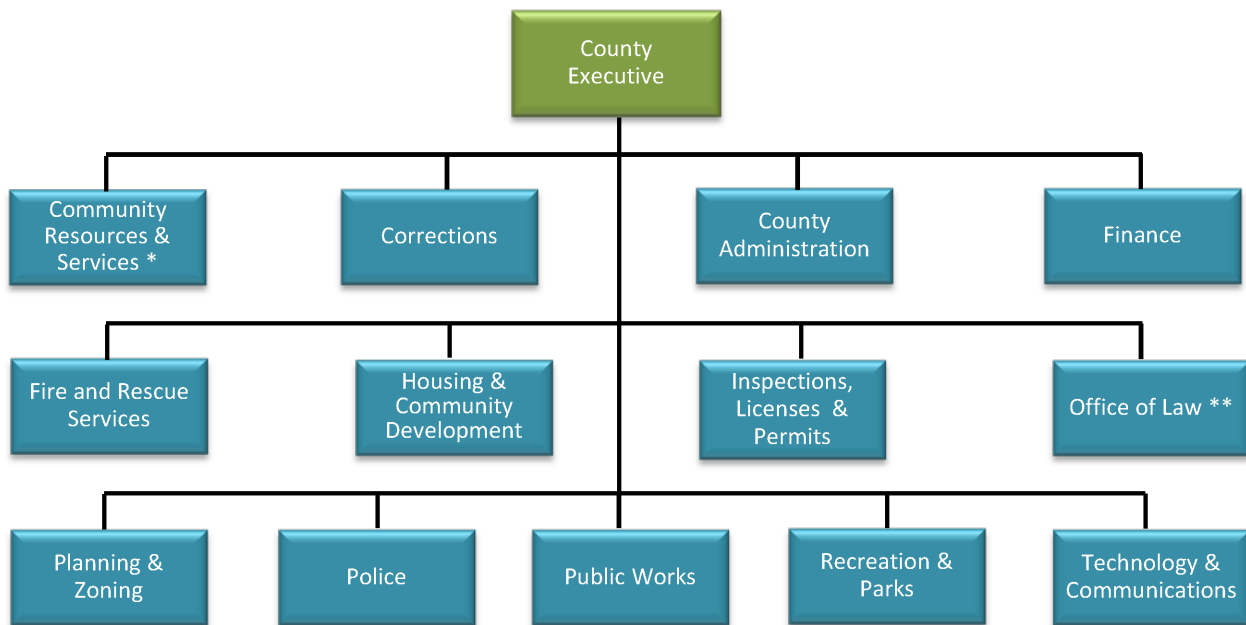 County
Executive
Community
Resources &
Services *
Corrections
County
Administration
Finance
Fire and Rescue
Services
Housing &
Community
Development
Inspections,
Licenses &
Permits
Office of Law **
Planning &
Zoning
Police
Public Works
Recreation &
Parks
Technology &
Communications